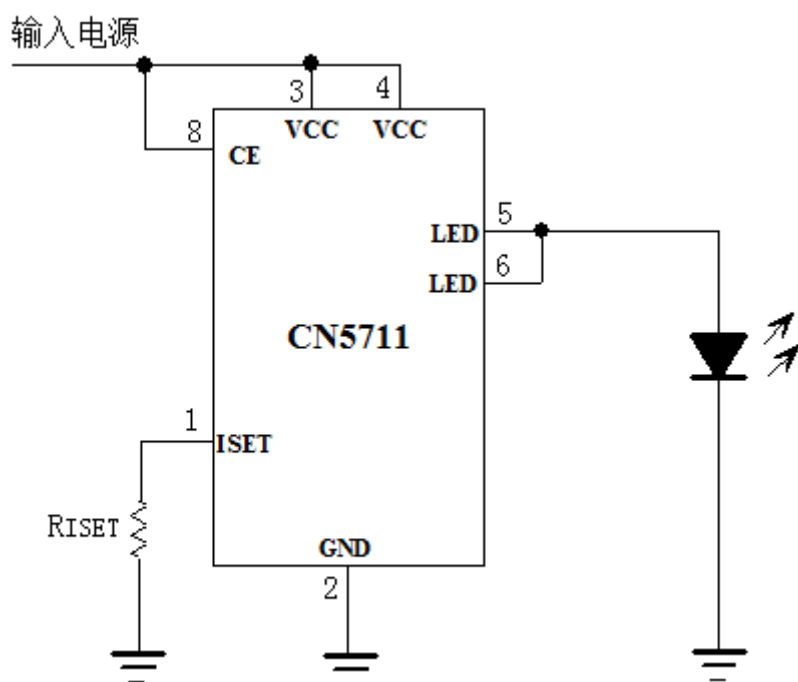 输入电源
3
4
8
VCC
VCC
CE
5
LED
6
LED
CN5711
1
ISET
RISET
GND
2